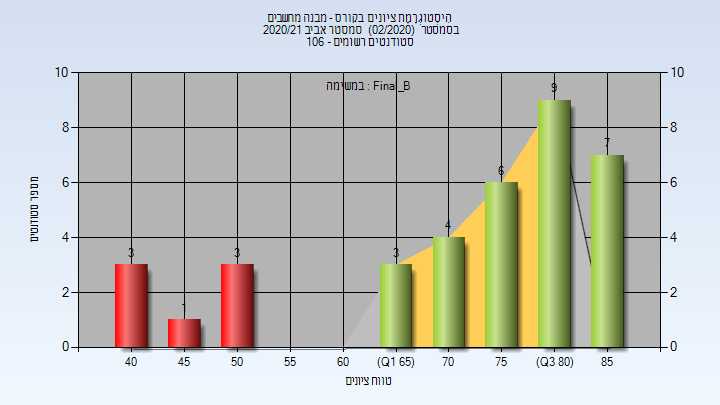 היסטוגרמת ציונים בקורס - מבנה מחשבים
בסמסטר (02/2020) סמסטר אביב 2020/21
סטודנטים רשומים - 106
במשימה : Final_B
מספר סטודנטים
10 10
8 8
6 6
4 4
2 2
0 0
3 1 3 3 4 6 9 7
40 45 50 55 60 (Q1 65) 70 75 (Q3 80) 85
טווח ציונים